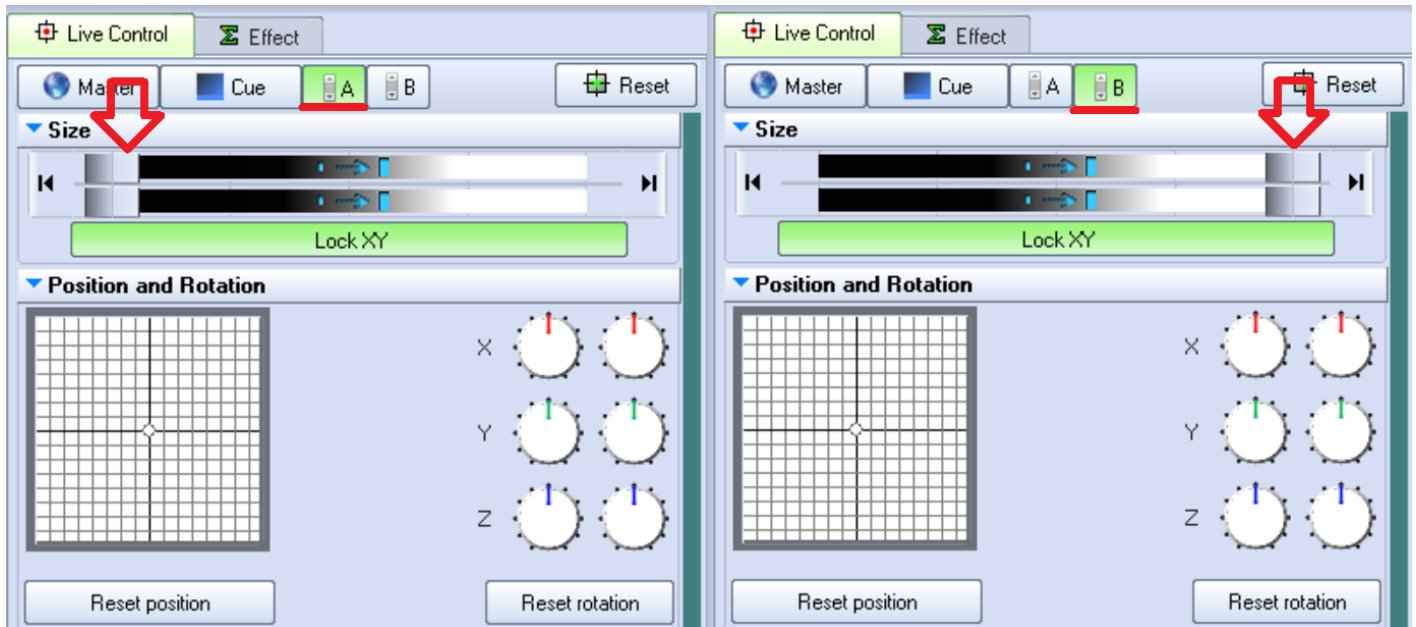 Live Control Effect
Master Cue A B Reset
Size
Lock XY
Position and Rotation
X
Y
Z
Reset position Reset rotation
Live Control Effect
Master Cue A B Reset
Size
Lock XY
Position and Rotation
X
Y
Z
Reset position Reset rotation